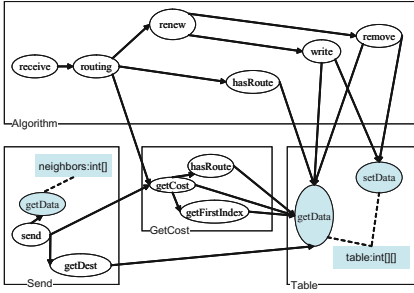 renew
remove
write
receive
routing
hasRoute
Algorithm
neighbors:int[]
hasRoute
getData
getCost
setData
getFirstIndex
getData
send
GetCost
table:int[][]
getDest
Send
Table